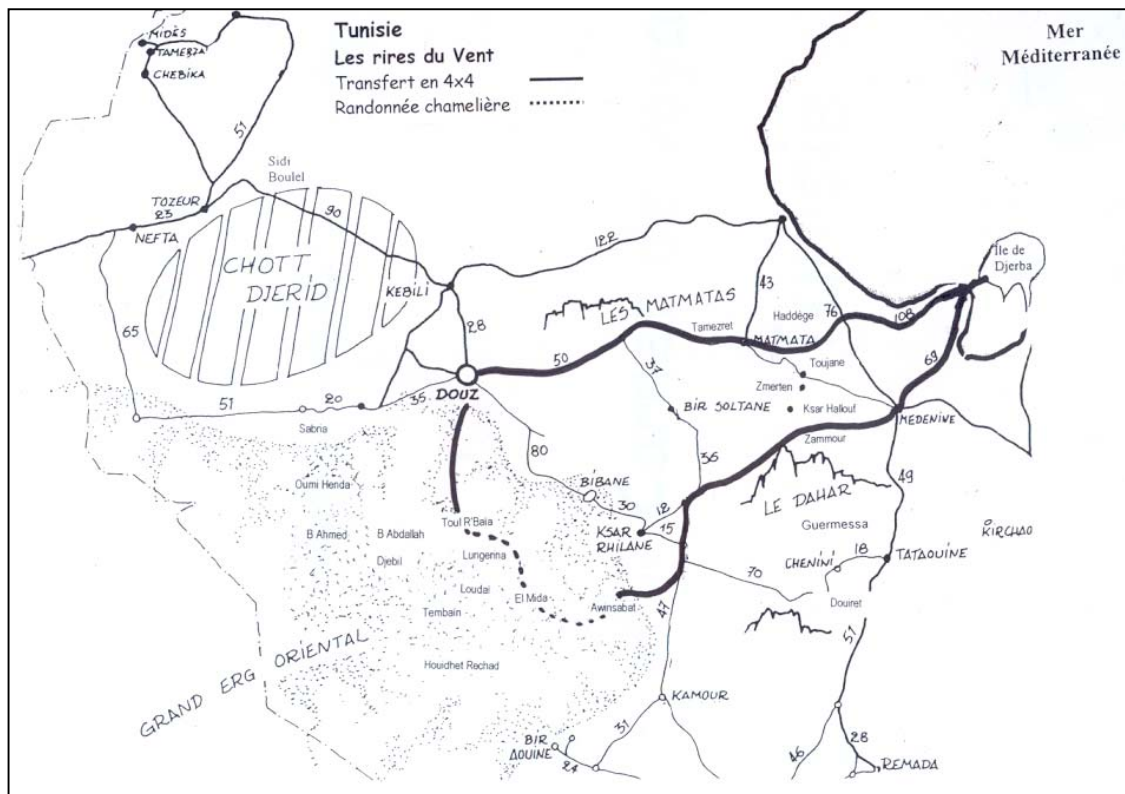 Tunisie
Les rires du Vent
Transfert en 4x4
Randonnée chamelière
Mer
Méditerranée
MIDÈS
TAMERZA
CHEBIKA
51
Sidi
Boulel
TOZEUR
23
NEFTA
90
CHOTT
DJERID
KEBILI
122
Île de
Djerba
65
28
LES MATMATAS
43
Haddège
76
108
Tamezret
MATMATA
50
37
Toujane
69
Zmerten
DOUZ
35
51
20
Sabria
BIR SOLTANE
Ksar Hallouf
MEDENINE
Zammour
80
36
49
Oumi Henda
BIBANE
LE DAHAR
30
12
15
KSAR
RHILANE
Toul R'Baia
Guermessa
KIRCHAO
B Ahmed
B Abdallah
Lungenna
Djebil
CHENINI
18
TATAOUINE
70
Loudai
El Mida
Awinsabat
47
Tembain
Douiret
51
GRAND ERG ORIENTAL
Houidhet Rechad
KAMOUR
31
BIR
AOUINE
24
46
28
REMADA